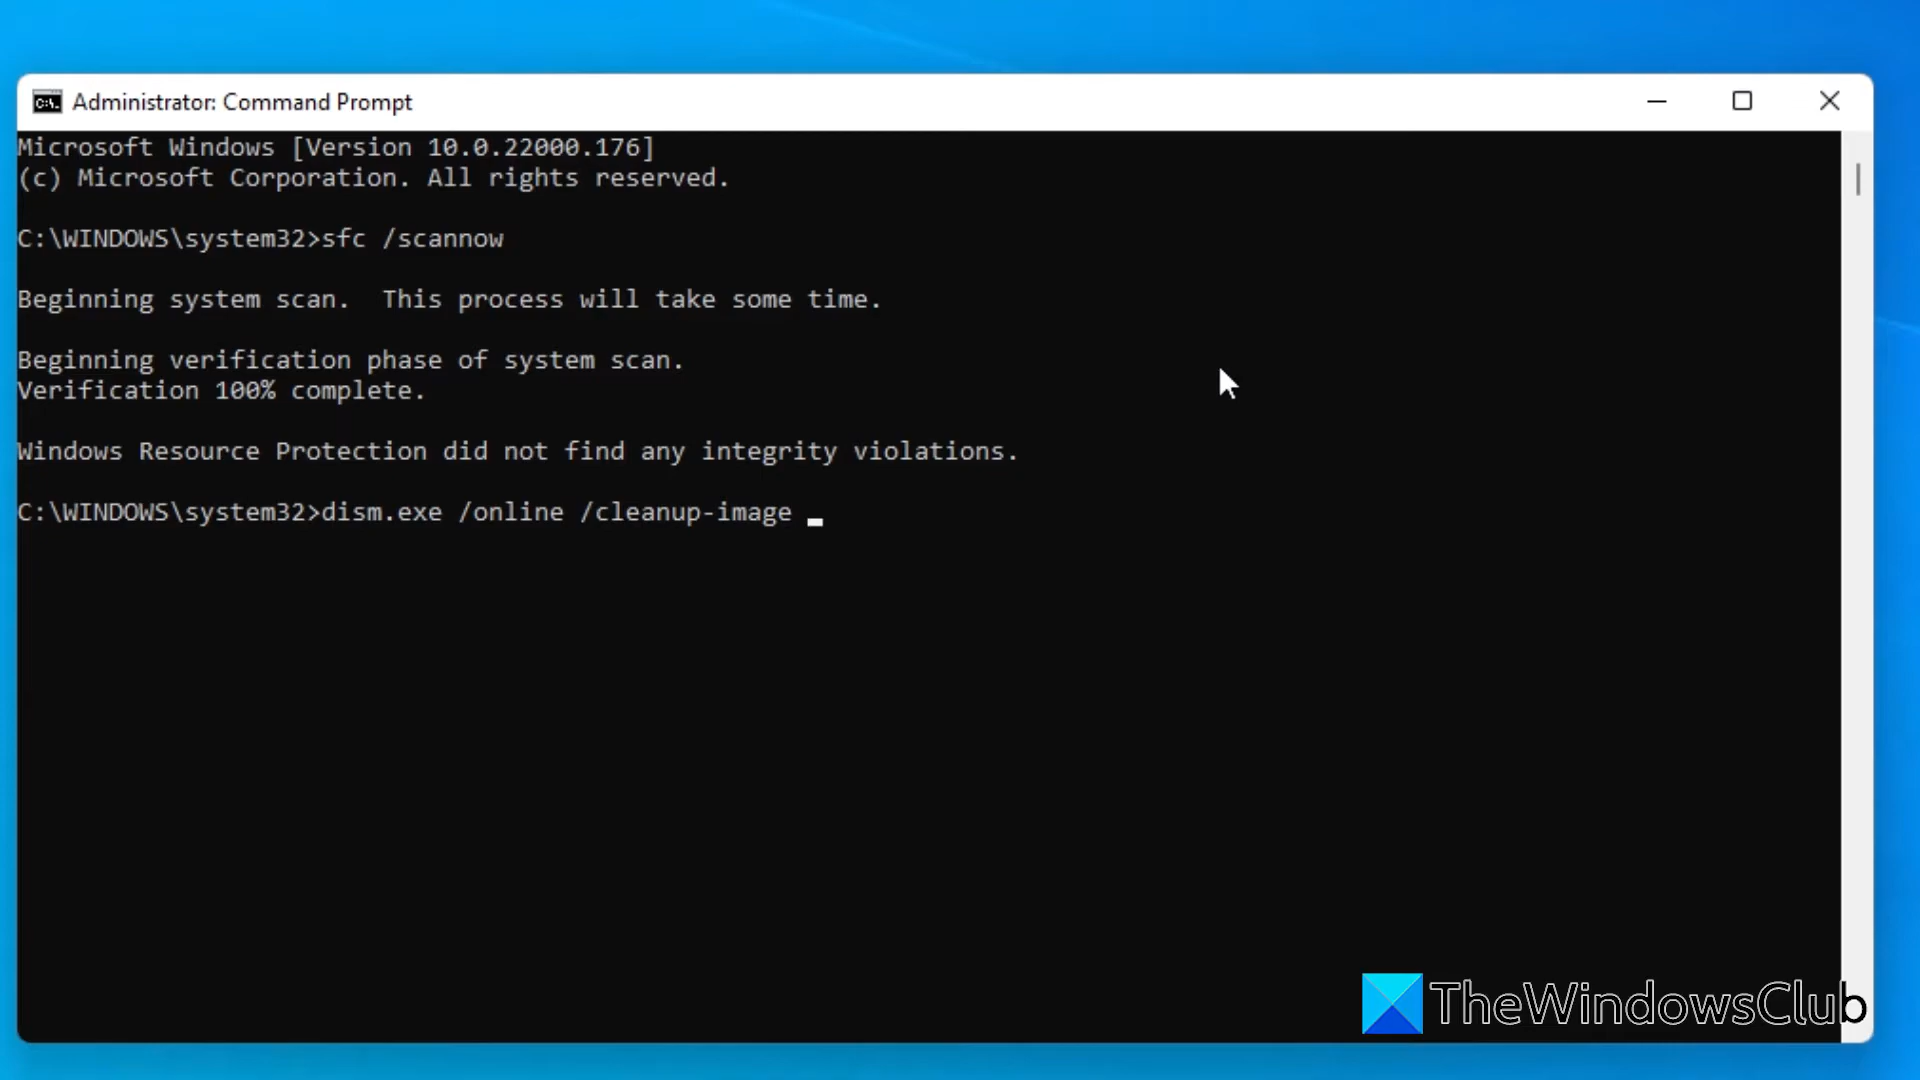 Administrator: Command Prompt
Microsoft Windows [Version 10.0.22000.176]
(c) Microsoft Corporation. All rights reserved.
C:\WINDOWS\system32>sfc /scannow
Beginning system scan.  This process will take some time.
Beginning verification phase of system scan.
Verification 100% complete.
Windows Resource Protection did not find any integrity violations.
C:\WINDOWS\system32>dism.exe /online /cleanup-image
TheWindowsClub